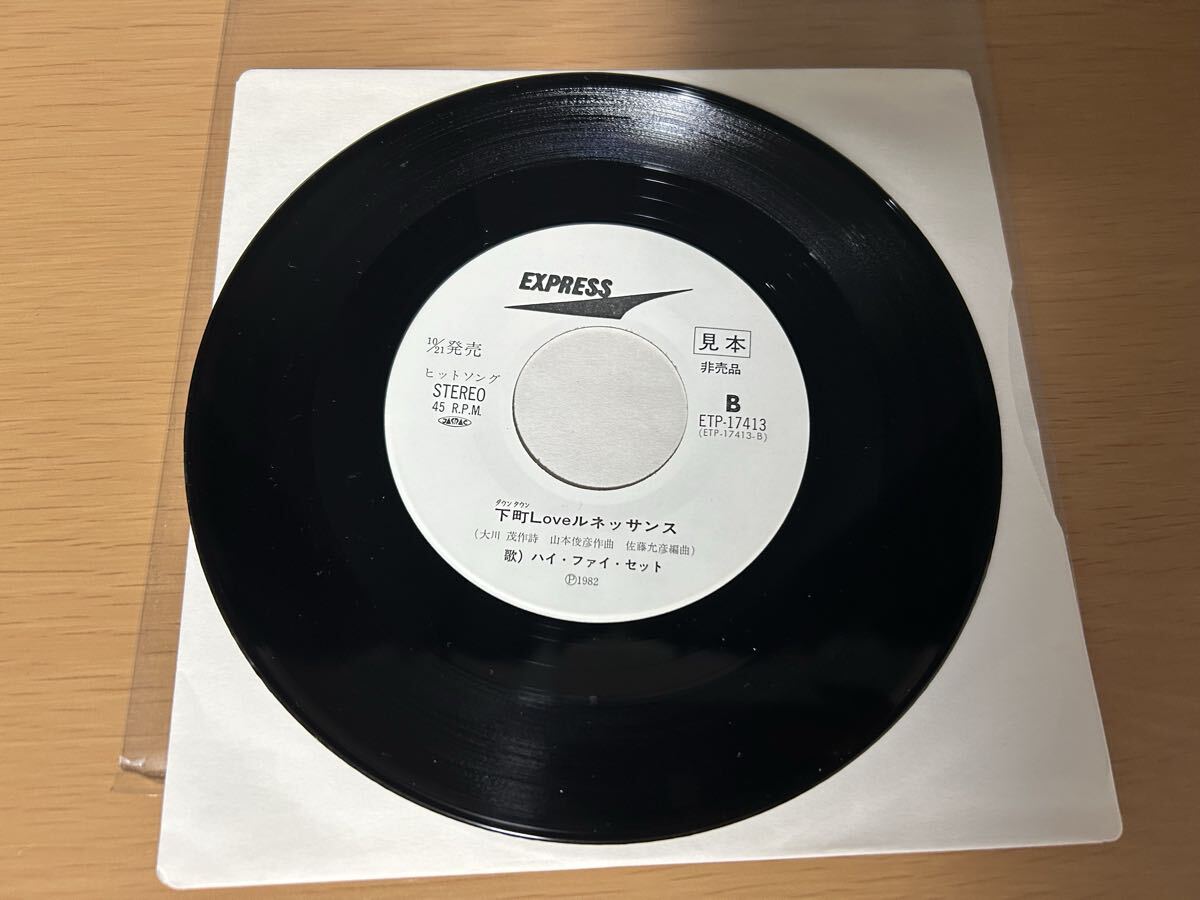 EXPRESS
10/21発売
見本
非売品
ヒットソング
STEREO
45 R.P.M.
B
ETP-17413
(ETP-17413-B)
ダウンタウン
下町Loveルネッサンス
(大川 茂作詩 山本俊彦作曲 佐藤允彦編曲)
歌) ハイ・ファイ・セット
Ⓟ1982